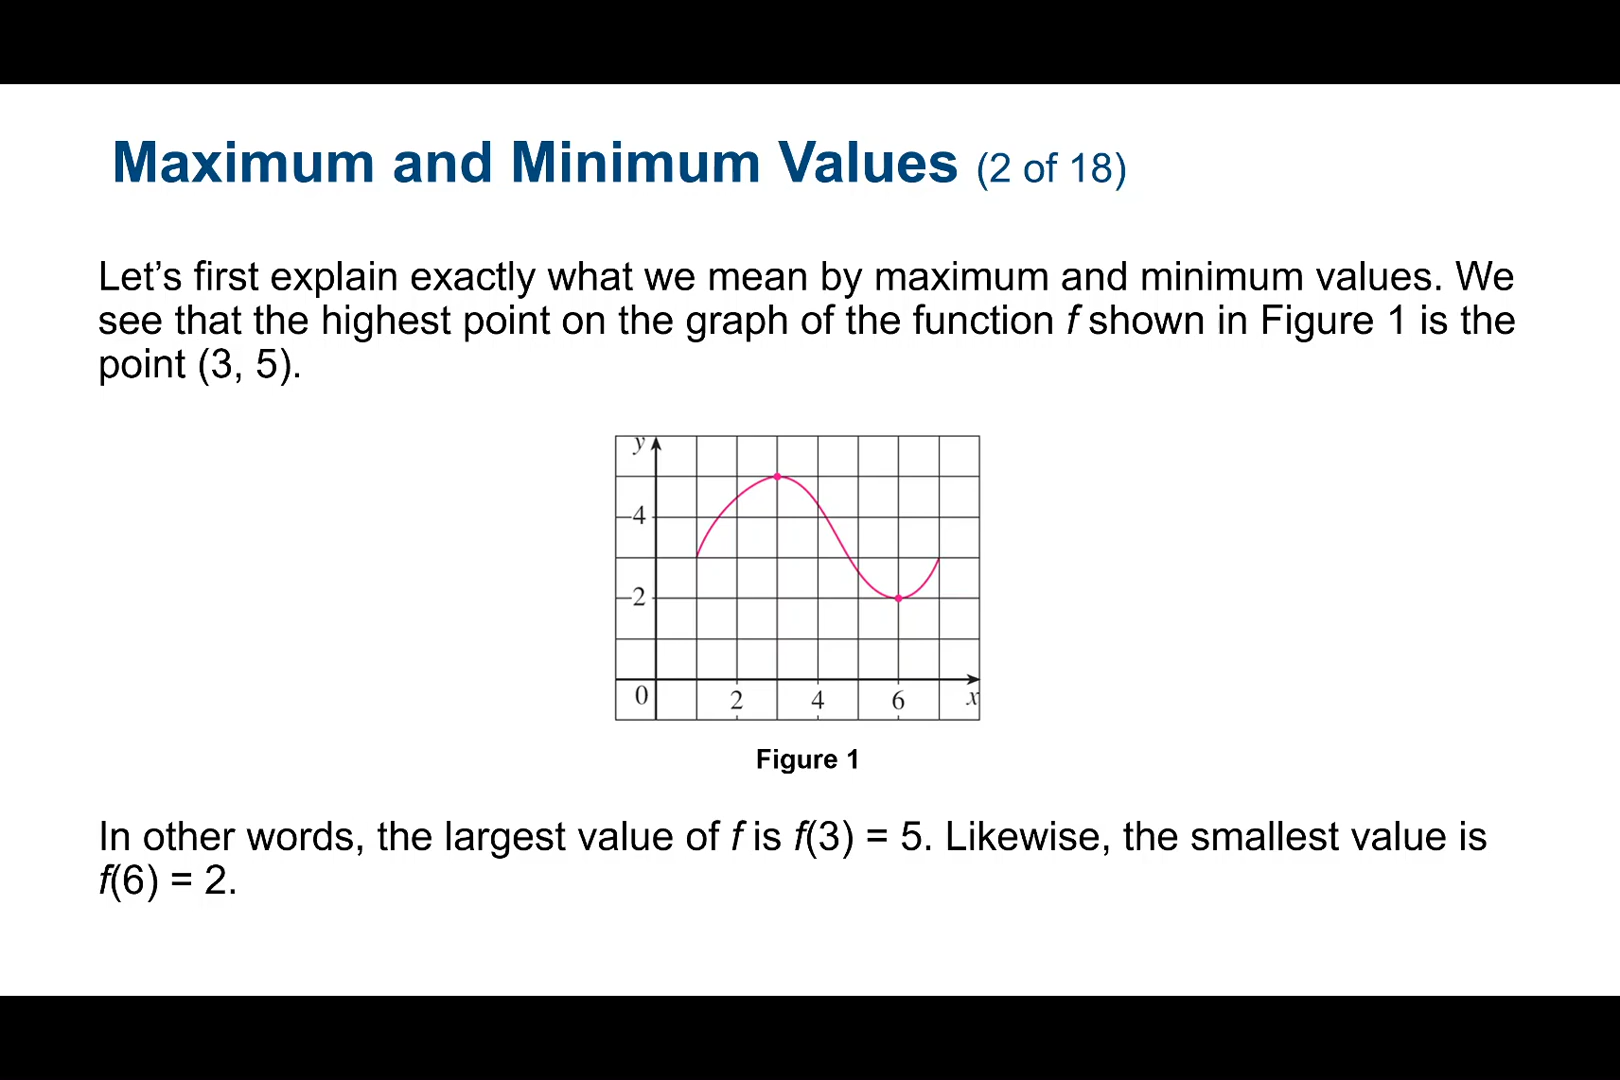 Maximum and Minimum Values (2 of 18)
Let’s first explain exactly what we mean by maximum and minimum values. We
see that the highest point on the graph of the function f shown in Figure 1 is the
point (3, 5).
y
4
2
0 2 4 6 x
Figure 1
In other words, the largest value of f is f(3) = 5. Likewise, the smallest value is
f(6) = 2.